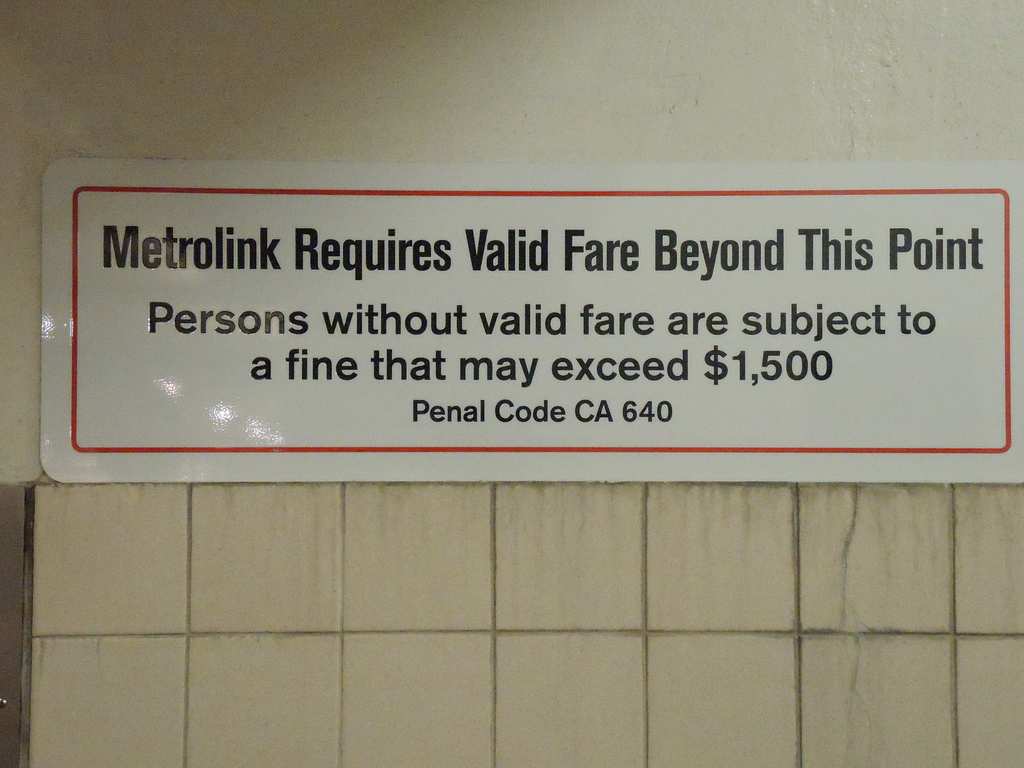 Metrolink Requires Valid Fare Beyond This Point
Persons without valid fare are subject to
a fine that may exceed $1,500
Penal Code CA 640